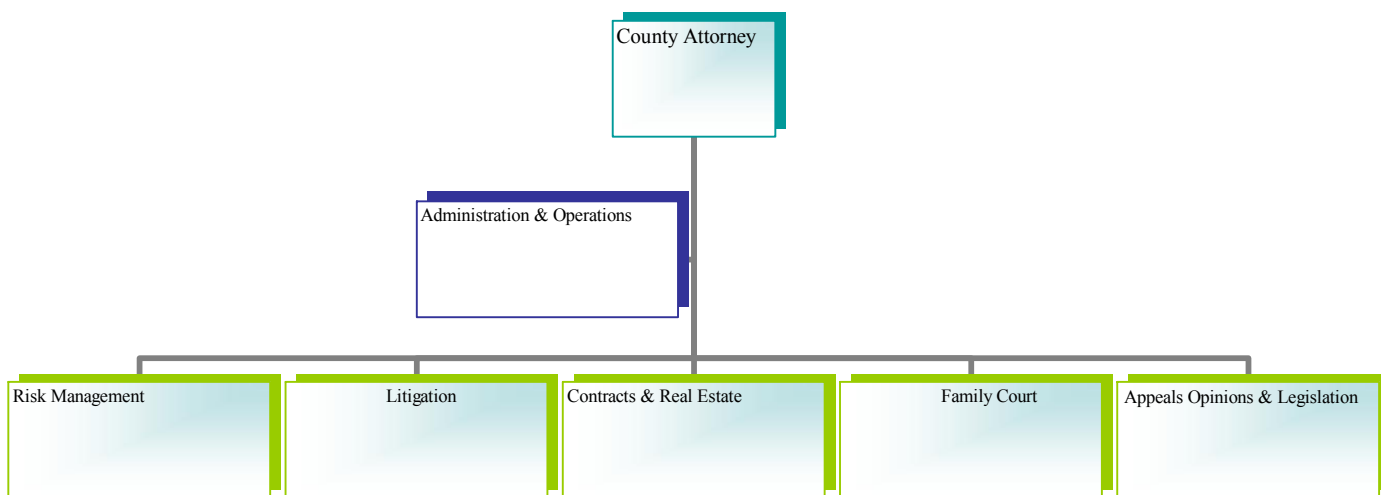 County Attorney
Administration & Operations
Risk Management
Litigation
Contracts & Real Estate
Family Court
Appeals Opinions & Legislation